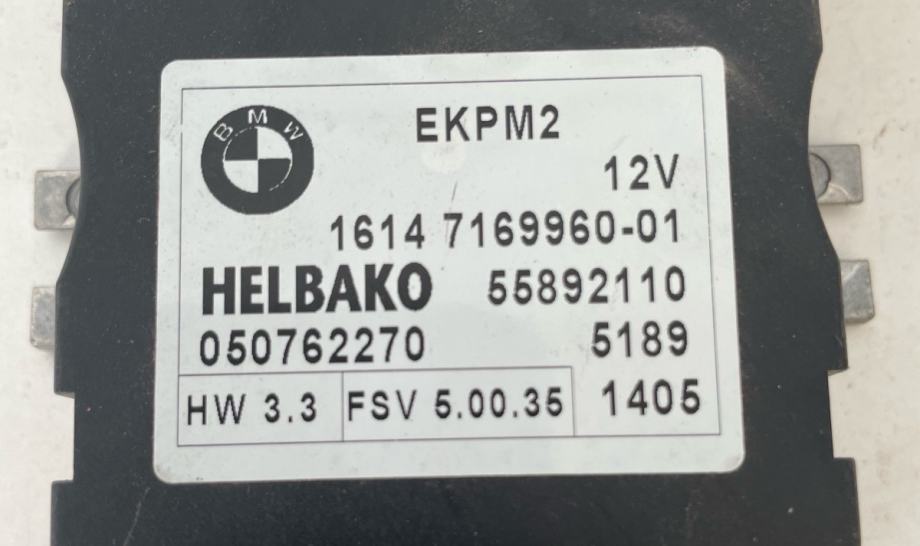 BMW
EKPM2
12V
1614 7169960-01
HELBAKO 55892110
050762270 5189
HW 3.3 FSV 5.00.35 1405